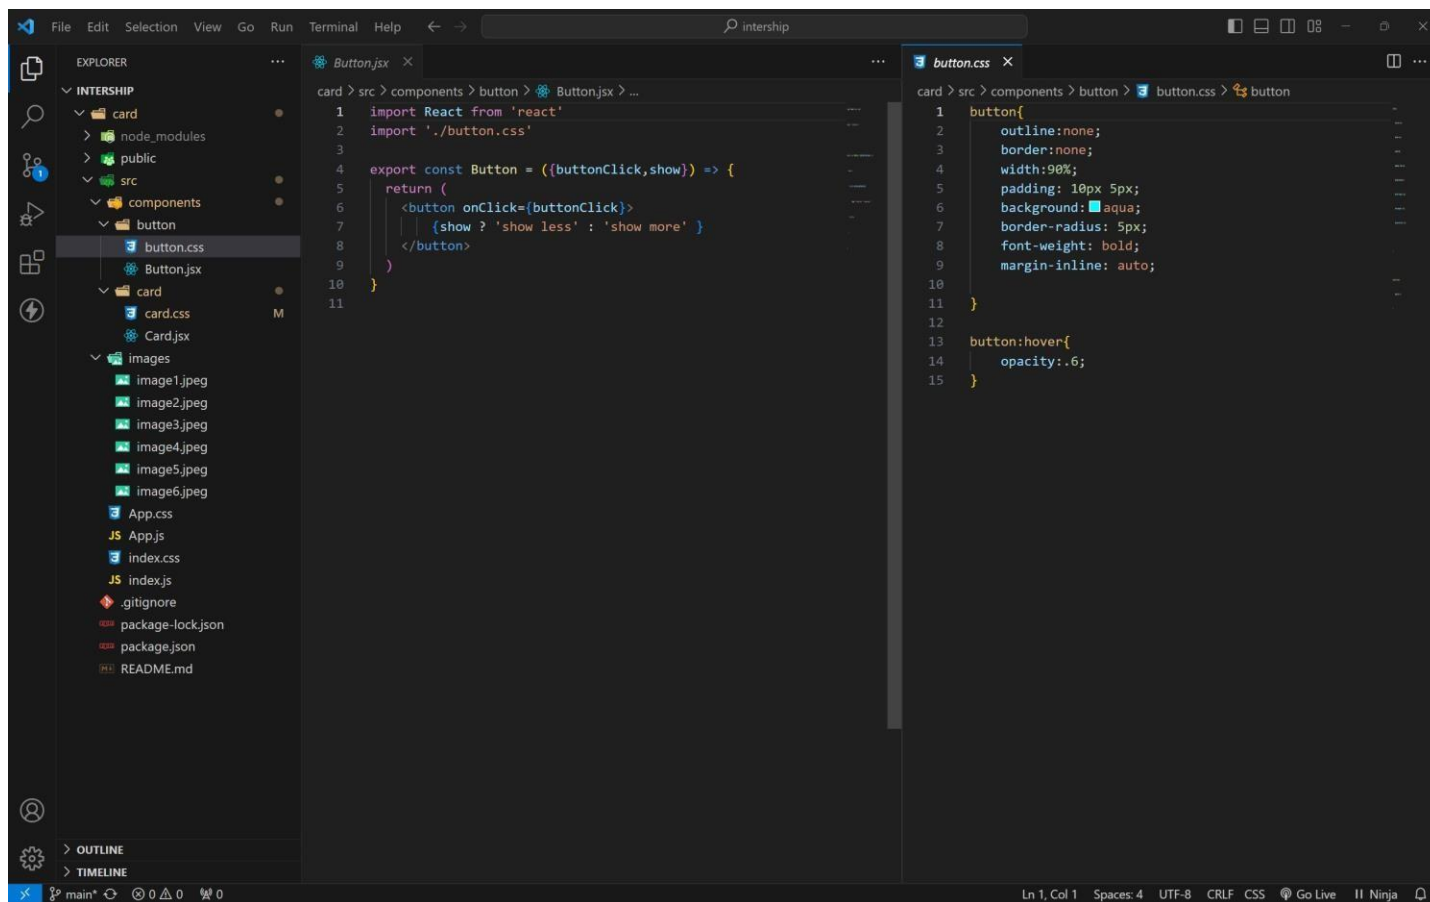 File Edit Selection View Go Run Terminal Help intership
EXPLORER
INTERSHIP
card
node_modules
public
src
components
button
button.css
Button.jsx
card
card.css M
Card.jsx
images
image1.jpeg
image2.jpeg
image3.jpeg
image4.jpeg
image5.jpeg
image6.jpeg
App.css
JS App.js
index.css
JS index.js
.gitignore
package-lock.json
package.json
README.md
OUTLINE
TIMELINE
1
Button.jsx
card > src > components > button > Button.jsx > ...
1 import React from 'react'
2 import './button.css'
3
4 export const Button = ({buttonClick,show}) => {
5 return (
6 <button onClick={buttonClick}>
7 {show ? 'show less' : 'show more' }
8 </button>
9 )
10 }
11
button.css
card > src > components > button > button.css > button
1 button{
2 outline:none;
3 border:none;
4 width:90%;
5 padding: 10px 5px;
6 background: aqua;
7 border-radius: 5px;
8 font-weight: bold;
9 margin-inline: auto;
10
11 }
12
13 button:hover{
14 opacity:.6;
15 }
main* 0 0 0 Ln 1, Col 1 Spaces: 4 UTF-8 CRLF CSS Go Live Ninja